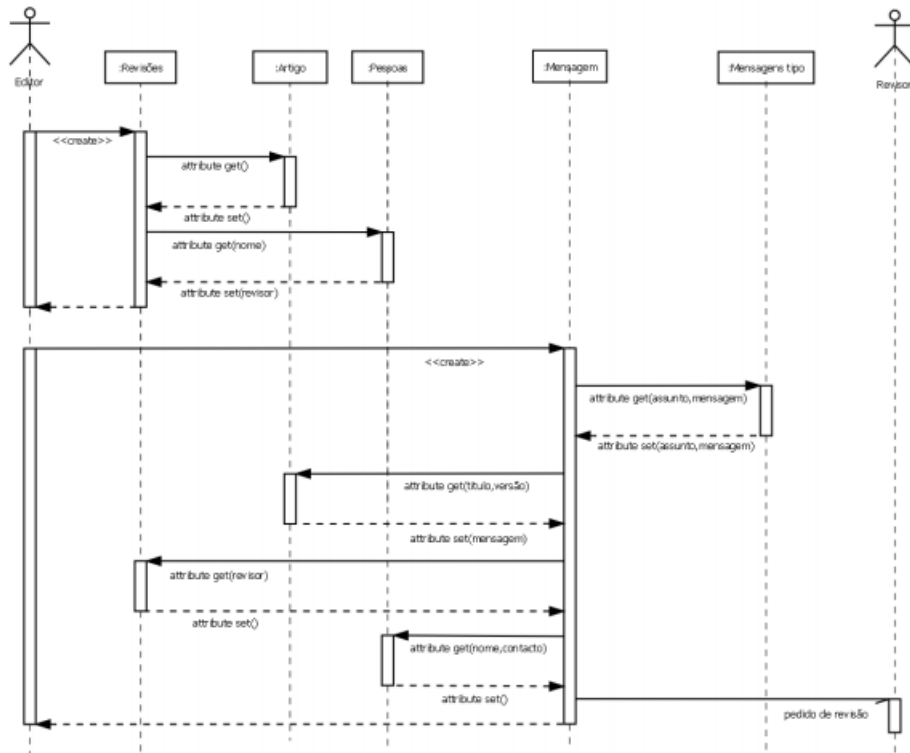 :Revisões
:Artigo
:Pessoas
:Mensagem
:Mensagens tipo
Editor
Revisor
<<create>>
attribute get()
attribute set()
attribute get(nome)
attribute set(revisor)
<<create>>
attribute get(assunto,mensagem)
attribute set(assunto,mensagem)
attribute get(titulo,versão)
attribute set(mensagem)
attribute get(revisor)
attribute set()
attribute get(nome,contacto)
attribute set()
pedido de revisão